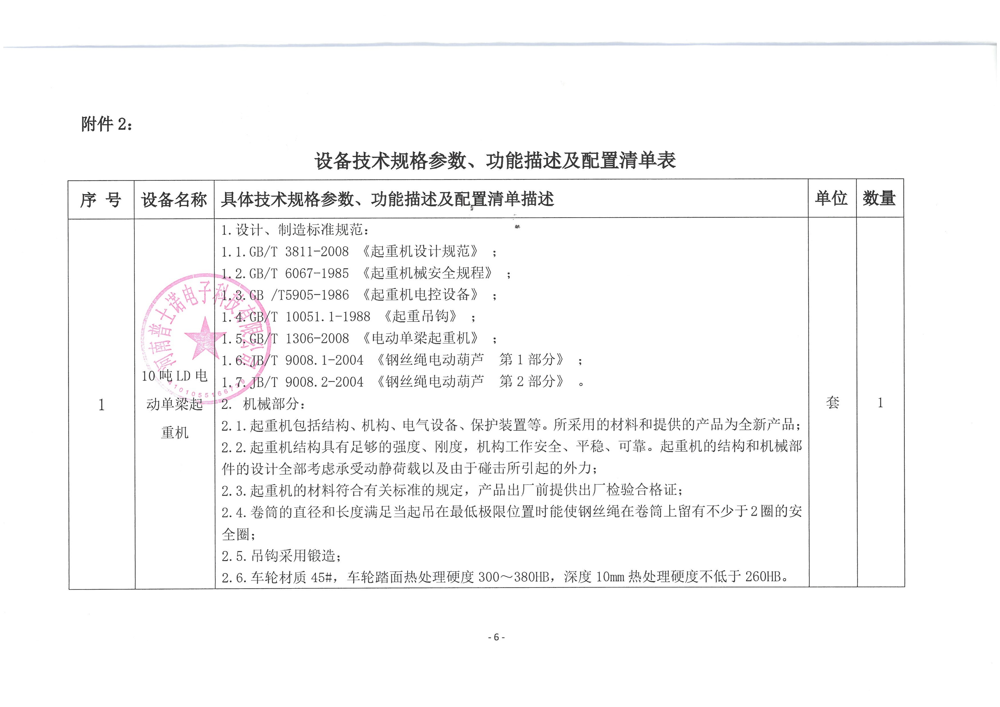 附件 2：
设备技术规格参数、功能描述及配置清单表
序 号 设备名称 具体技术规格参数、功能描述及配置清单描述 单位 数量
1.设计、制造标准规范：
1.1.GB/T 3811-2008 《起重机设计规范》 ；
1.2.GB/T 6067-1985 《起重机械安全规程》 ；
1.3.GB /T5905-1986 《起重机电控设备》 ；
1.4.GB/T 10051.1-1988 《起重吊钩》 ；
1.5.GB/T 1306-2008 《电动单梁起重机》 ；
1.6.JB/T 9008.1-2004 《钢丝绳电动葫芦 第 1 部分》 ；
1.7.JB/T 9008.2-2004 《钢丝绳电动葫芦 第 2 部分》 。
2. 机械部分：
2.1.起重机包括结构、机构、电气设备、保护装置等。所采用的材料和提供的产品为全新产品；
2.2.起重机结构具有足够的强度、刚度，机构工作安全、平稳、可靠。起重机的结构和机械部
件的设计全部考虑承受动静荷载以及由于碰击所引起的外力；
2.3.起重机的材料符合有关标准的规定，产品出厂前提供出厂检验合格证；
2.4.卷筒的直径和长度满足当起吊在最低极限位置时能使钢丝绳在卷筒上留有不少于 2 圈的安
全圈；
2.5.吊钩采用锻造；
2.6.车轮材质 45#，车轮踏面热处理硬度 300～380HB，深度 10mm 热处理硬度不低于 260HB。
1
10 吨 LD 电
动单梁起
重机
套
1
河南普士诺电子科技有限公司
4101055166739
- 6 -